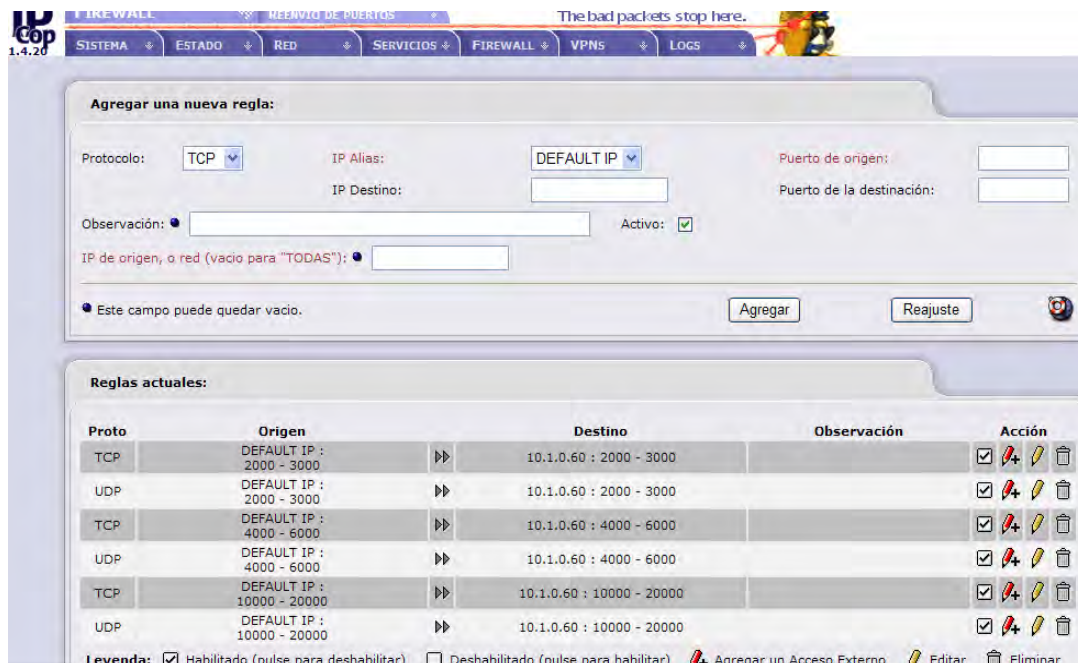 FIREWALL REENVIO DE PUERTOS The bad packets stop here.
IP
Cop
1.4.20
SISTEMA ESTADO RED SERVICIOS FIREWALL VPNS LOGS
Agregar una nueva regla:
Protocolo: TCP IP Alias: DEFAULT IP Puerto de origen:
IP Destino: Puerto de la destinación:
Observación: Activo:
IP de origen, o red (vacio para "TODAS"):
Este campo puede quedar vacio. Agregar Reajuste
Reglas actuales:
Proto Origen Destino Observación Acción
TCP DEFAULT IP : 2000 - 3000 10.1.0.60 : 2000 - 3000
UDP DEFAULT IP : 2000 - 3000 10.1.0.60 : 2000 - 3000
TCP DEFAULT IP : 4000 - 6000 10.1.0.60 : 4000 - 6000
UDP DEFAULT IP : 4000 - 6000 10.1.0.60 : 4000 - 6000
TCP DEFAULT IP : 10000 - 20000 10.1.0.60 : 10000 - 20000
UDP DEFAULT IP : 10000 - 20000 10.1.0.60 : 10000 - 20000
Leyenda: Habilitado (pulse para deshabilitar) Deshabilitado (pulse para habilitar) Agregar un Acceso Externo Editar Eliminar